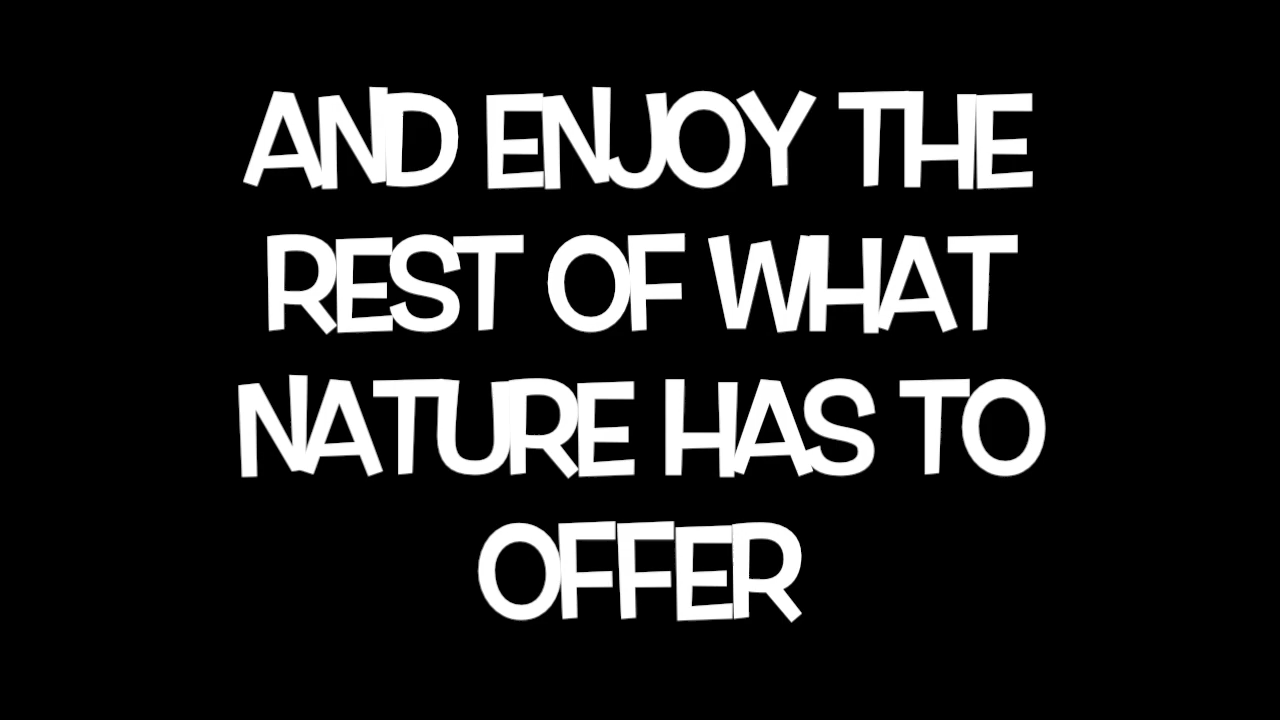 AND ENJOY THE
REST OF WHAT
NATURE HAS TO
OFFER